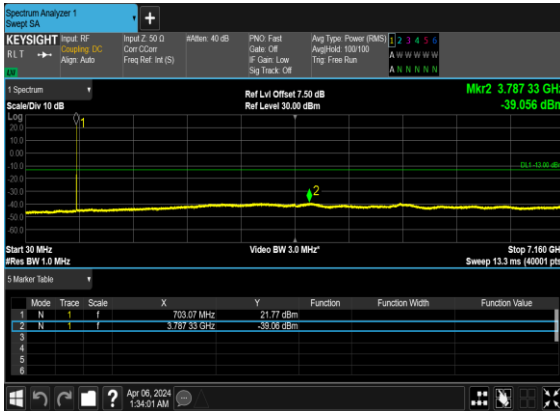 Spectrum Analyzer 1
Swept SA
+
KEYSIGHT Input: RF Input Z: 50 Ω #Atten: 40 dB PNO: Fast Avg Type: Power (RMS) 1 2 3 4 5 6
RLT Coupling: DC Corr CCorr Gate: Off Avg|Hold: 100/100 A W W W W W
Align: Auto Freq Ref: Int (S) IF Gain: Low Trig: Free Run
Sig Track: Off A N N N N N
1 Spectrum Ref Lvl Offset 7.50 dB Mkr2 3.787 33 GHz
Scale/Div 10 dB Ref Level 30.00 dBm -39.056 dBm
Log
20.0
10.0
0.00
-10.0
-20.0
-30.0
-40.0
-50.0
-60.0
1
DL1 -13.00 dBm
2
Start 30 MHz Video BW 3.0 MHz* Stop 7.160 GHz
#Res BW 1.0 MHz Sweep 13.3 ms (40001 pts)
5 Marker Table
Mode Trace Scale X Y Function Function Width Function Value
1 N 1 f 703.07 MHz 21.77 dBm
2 N 1 f 3.787 33 GHz -39.06 dBm
3
4
5
6
? Apr 06, 2024
1:34:01 AM